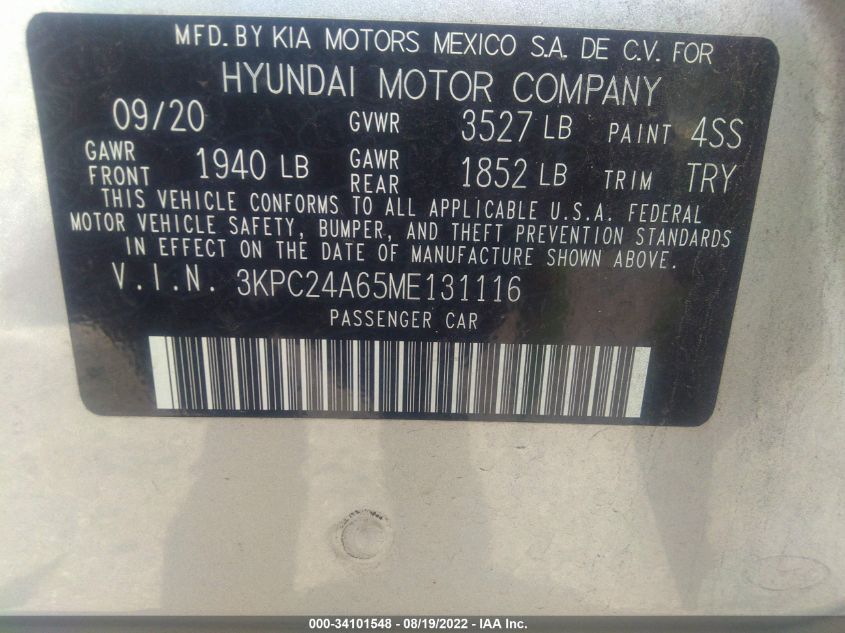 MFD. BY KIA MOTORS MEXICO S.A. DE C.V. FOR
HYUNDAI MOTOR COMPANY
09/20 GVWR 3527 LB PAINT 4SS
GAWR FRONT 1940 LB GAWR REAR 1852 LB TRIM TRY
THIS VEHICLE CONFORMS TO ALL APPLICABLE U.S.A. FEDERAL
MOTOR VEHICLE SAFETY, BUMPER, AND THEFT PREVENTION STANDARDS
IN EFFECT ON THE DATE OF MANUFACTURE SHOWN ABOVE.
V.I.N. 3KPC24A65ME131116
PASSENGER CAR
000-34101548 - 08/19/2022 - IAA Inc.